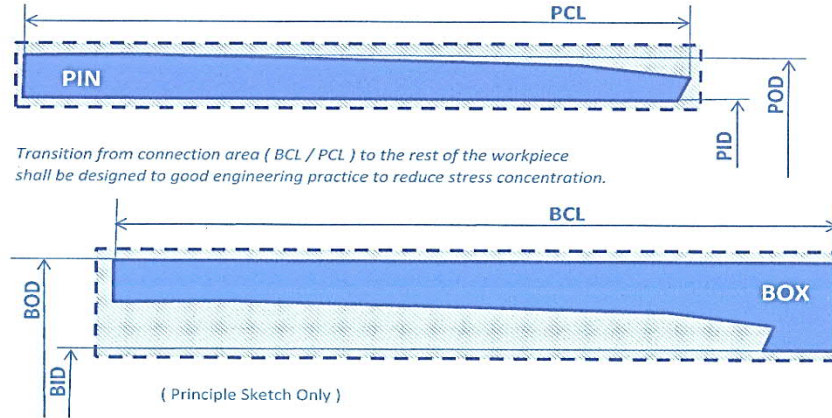 PCL
PIN
POD
PID
Transition from connection area ( BCL / PCL ) to the rest of the workpiece
shall be designed to good engineering practice to reduce stress concentration.
BCL
BOX
BOD
BID
( Principle Sketch Only )